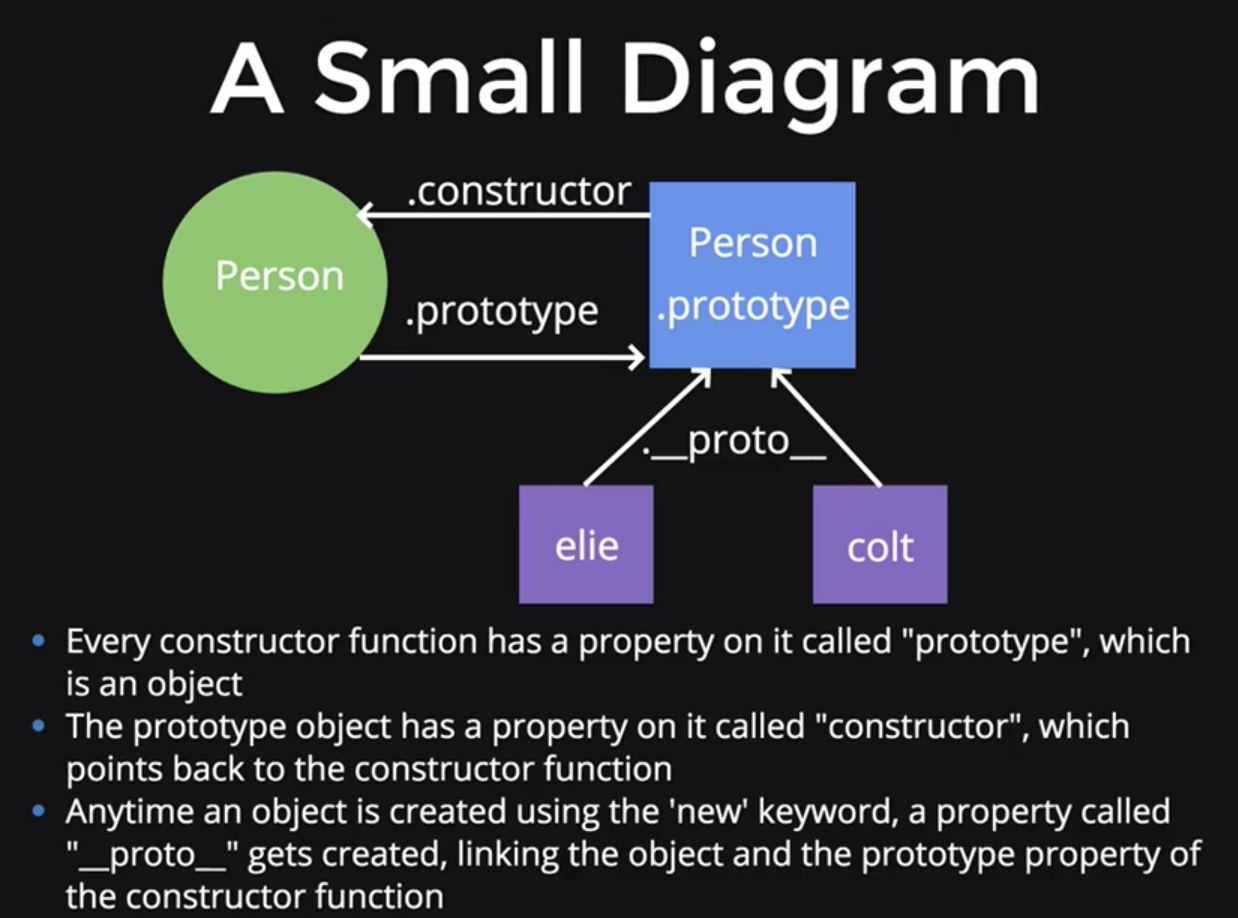 A Small Diagram
.constructor
Person
Person
.prototype
.prototype
.__proto__
elie
colt
• Every constructor function has a property on it called "prototype", which
is an object
• The prototype object has a property on it called "constructor", which
points back to the constructor function
• Anytime an object is created using the 'new' keyword, a property called
"__proto__" gets created, linking the object and the prototype property of
the constructor function